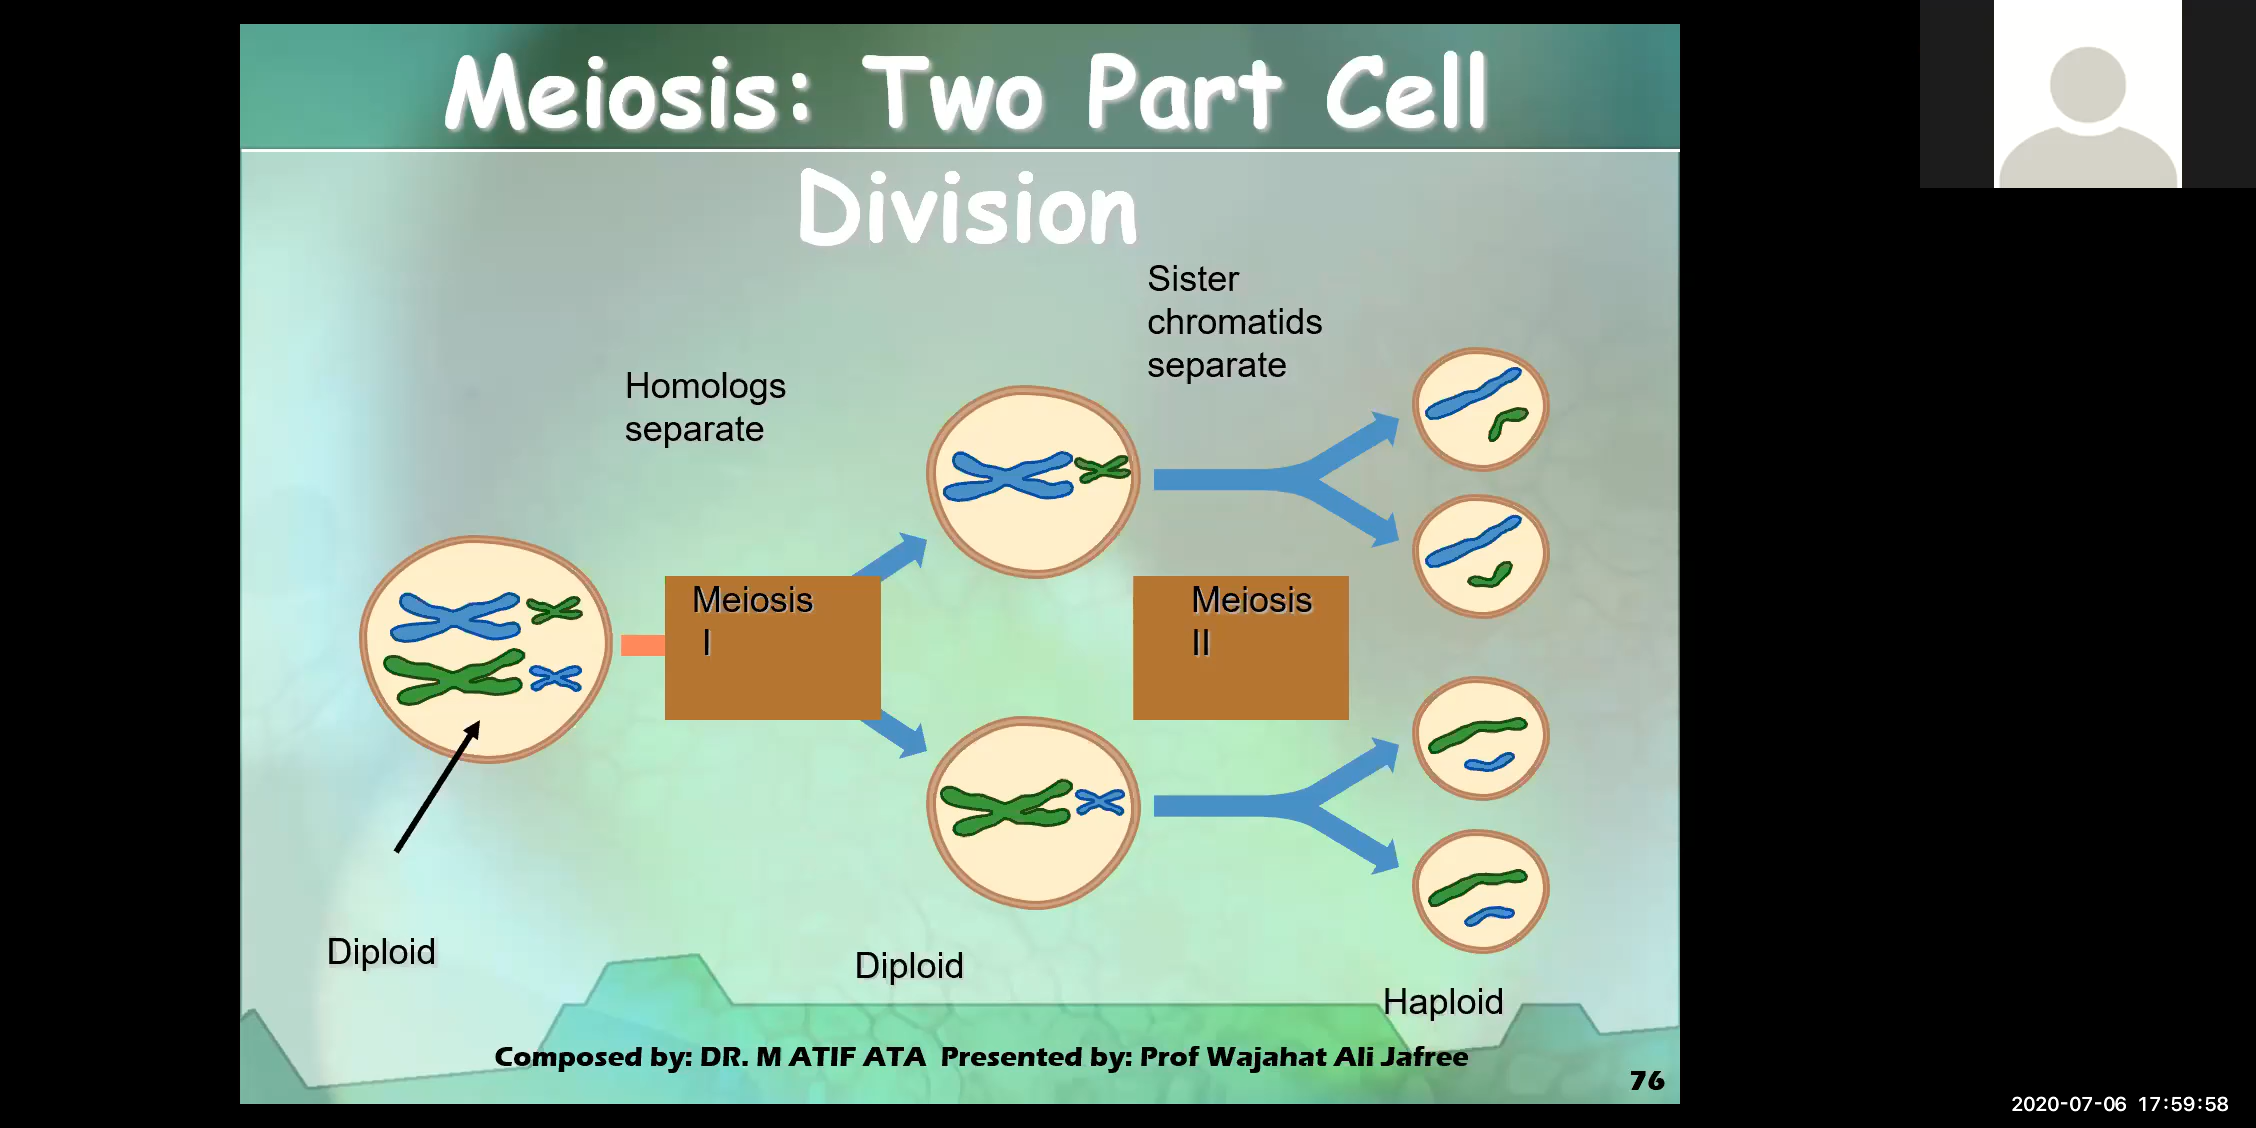 Meiosis: Two Part Cell
Division
Sister
chromatids
separate
Homologs
separate
Meiosis
I
Meiosis
II
Diploid
Diploid
Haploid
Composed by: DR. M ATIF ATA Presented by: Prof Wajahat Ali Jafree
76
2020-07-06 17:59:58